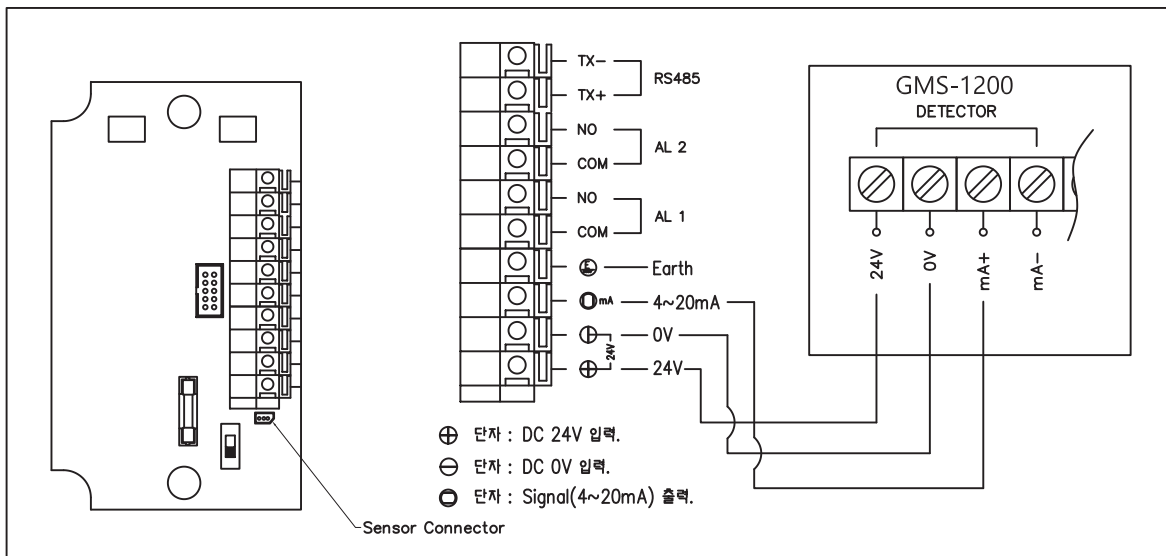 TX-
RS485
TX+
NO
AL 2
COM
NO
AL 1
COM
Earth
mA
4~20mA
0V
24V
24V
단자 : DC 24V 입력.
단자 : DC 0V 입력.
단자 : Signal(4~20mA) 출력.
Sensor Connector
GMS-1200
DETECTOR
24V
0V
mA+
mA-